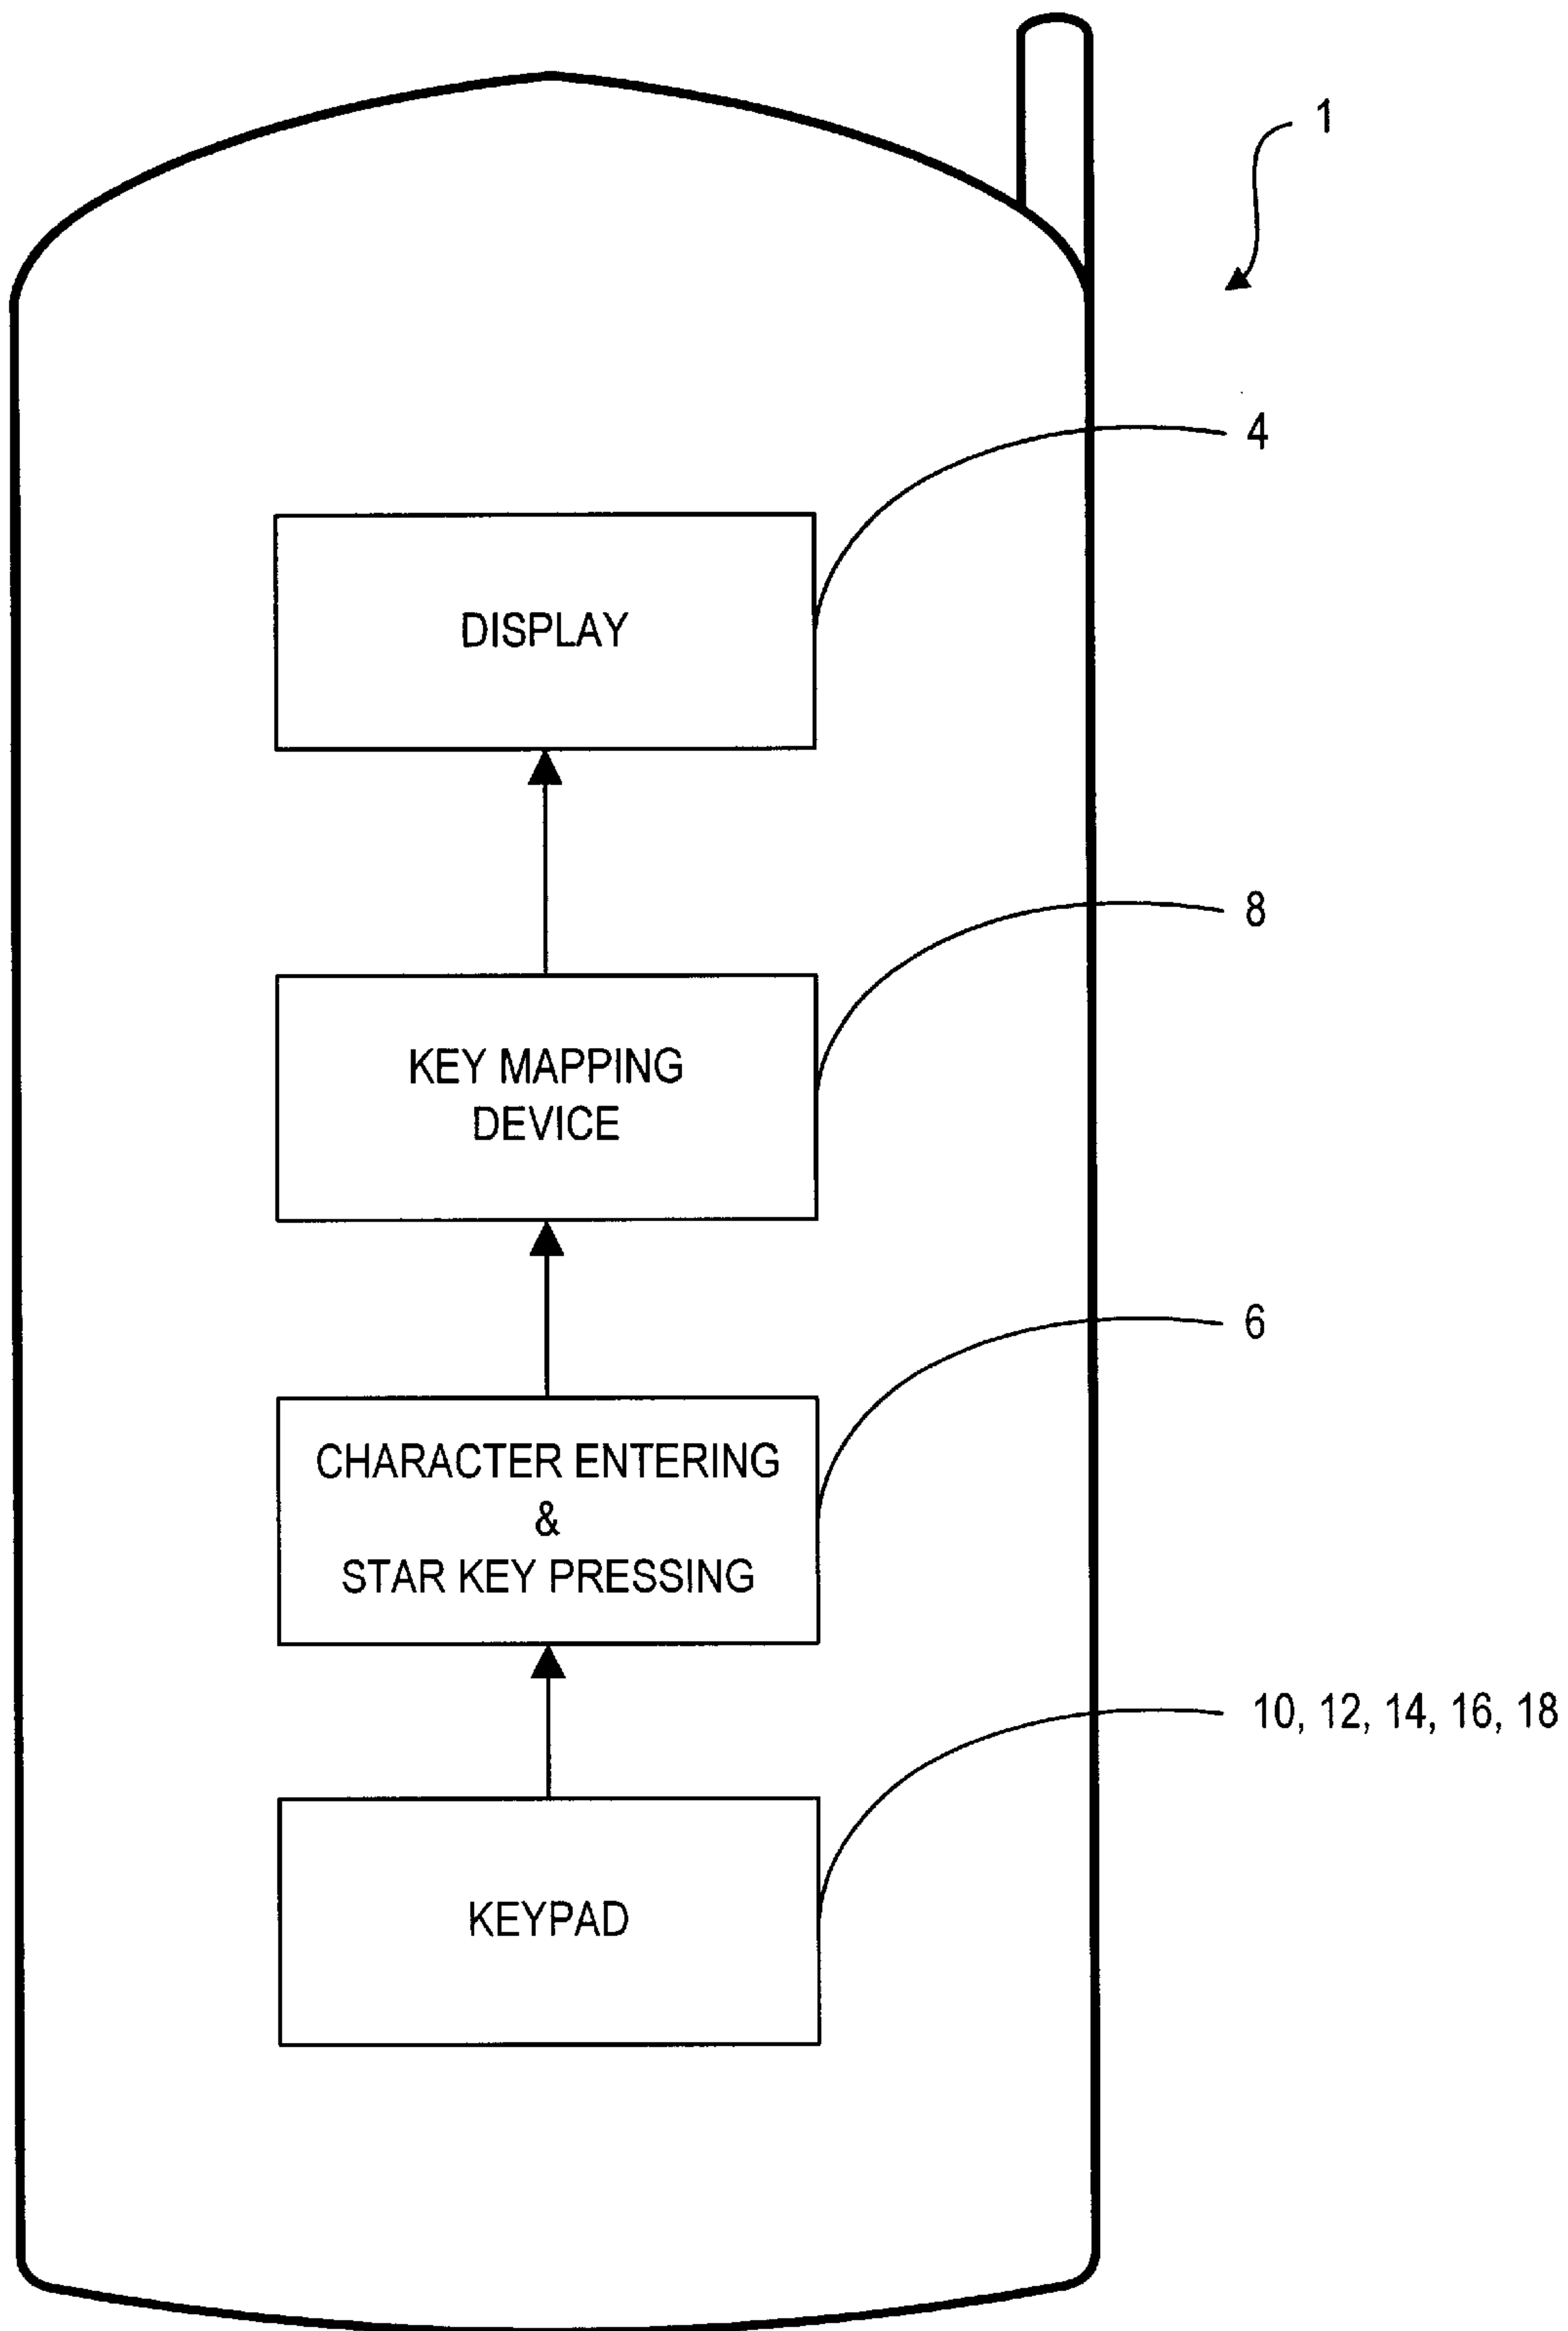 1
4
DISPLAY
8
KEY MAPPING
DEVICE
6
CHARACTER ENTERING
&
STAR KEY PRESSING
10, 12, 14, 16, 18
KEYPAD